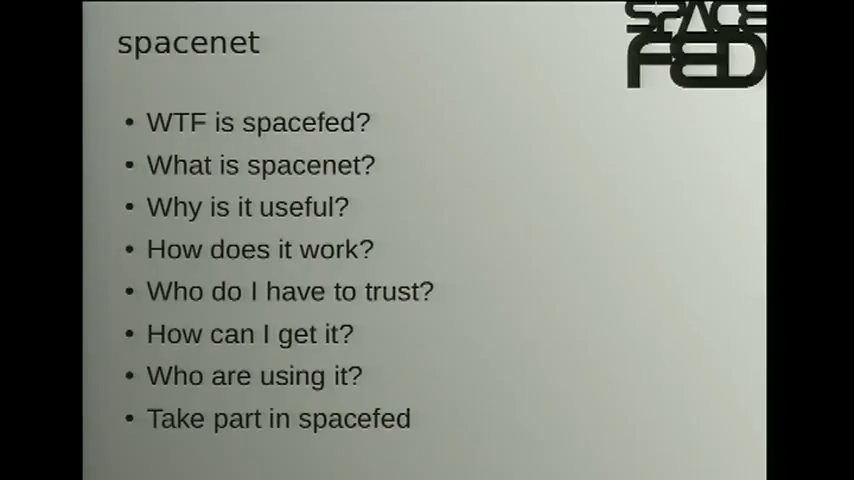 spacenet
SPACE
FED
• WTF is spacefed?
• What is spacenet?
• Why is it useful?
• How does it work?
• Who do I have to trust?
• How can I get it?
• Who are using it?
• Take part in spacefed